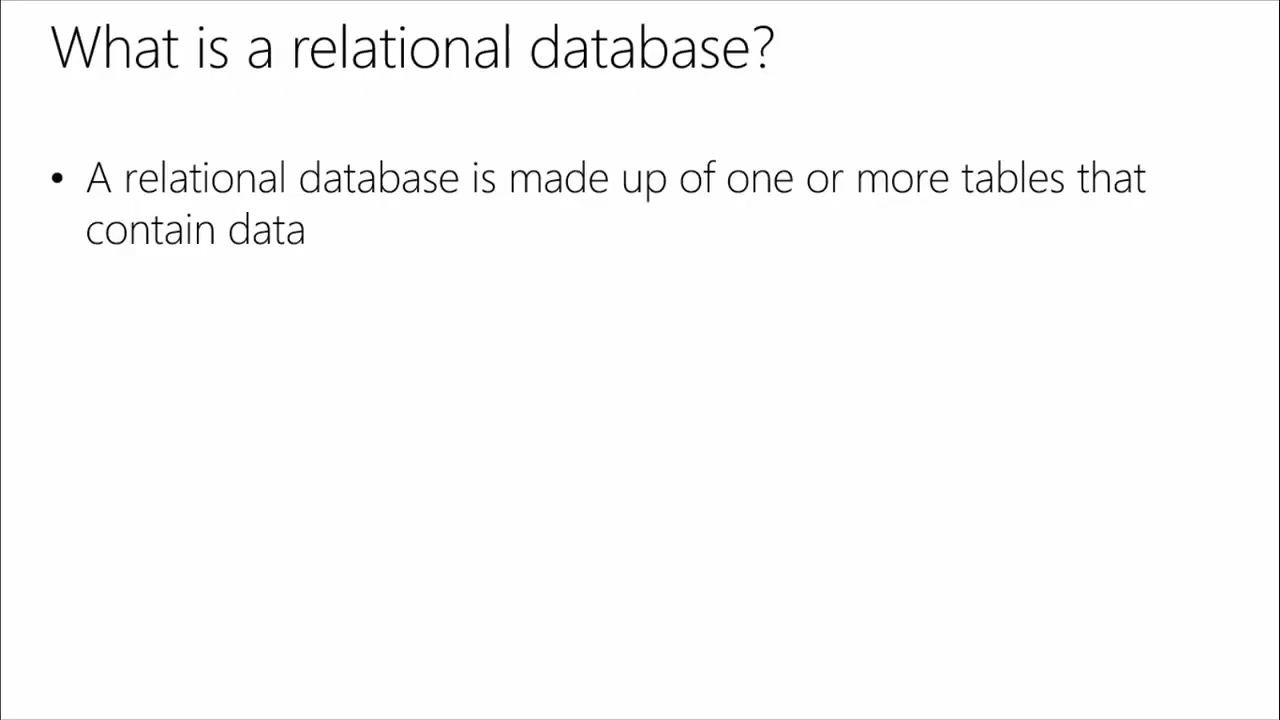 What is a relational database?
• A relational database is made up of one or more tables that
contain data